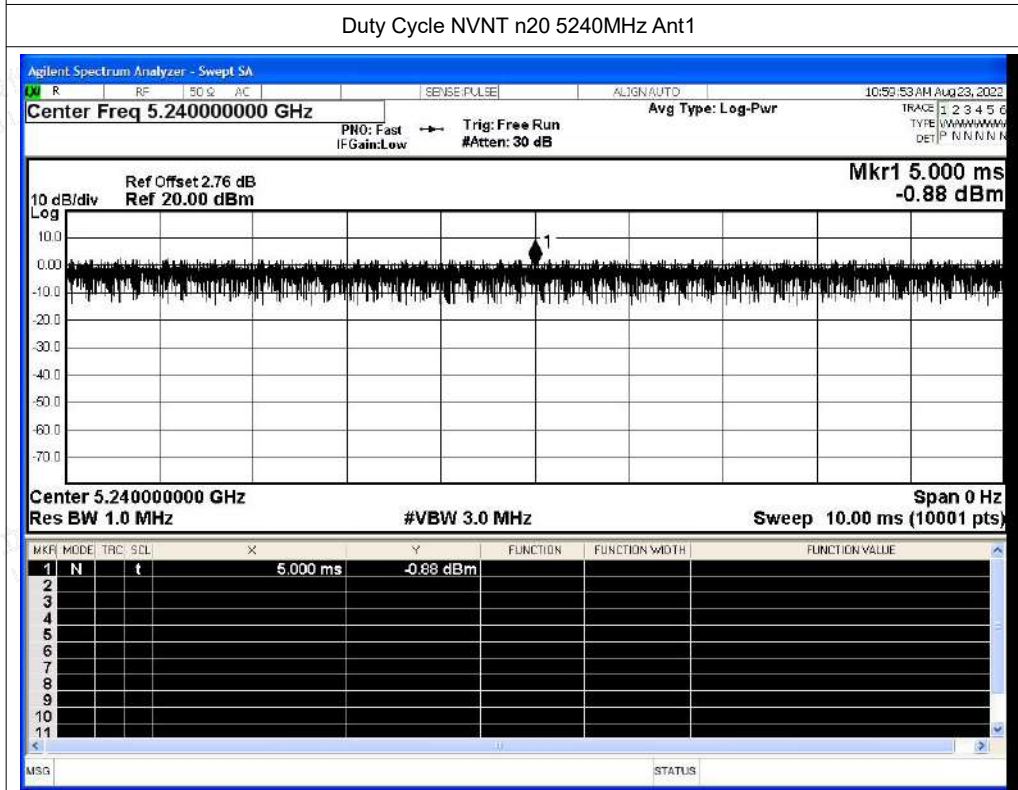 Duty Cycle NVNT n20 5240MHz Ant1
Agilent Spectrum Analyzer - Swept SA
R RF 50 Ω AC SENSE:PULSE ALIGN AUTO 10:59:53 AM Aug 23, 2022
Center Freq 5.240000000 GHz Avg Type: Log-Pwr TRACE 1 2 3 4 5 6
PNO: Fast Trig: Free Run TYPE WWWWWW
IFGain:Low #Atten: 30 dB DET P N N N N N
Mkr1 5.000 ms
Ref Offset 2.76 dB
10 dB/div Ref 20.00 dBm -0.88 dBm
Log
10.0
1
0.00
-10.0
-20.0
-30.0
-40.0
-50.0
-60.0
-70.0
Center 5.240000000 GHz Span 0 Hz
Res BW 1.0 MHz #VBW 3.0 MHz Sweep 10.00 ms (10001 pts)
MKR MODE TRC SCL X Y FUNCTION FUNCTION WIDTH FUNCTION VALUE
1 N t 5.000 ms -0.88 dBm
2
3
4
5
6
7
8
9
10
11
MSG STATUS